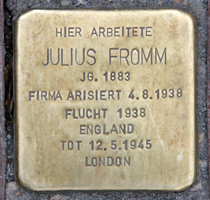 HIER ARBEITETE
JULIUS FROMM
JG. 1883
FIRMA ARISIERT 4.8.1938
FLUCHT 1938
ENGLAND
TOT 12.5.1945
LONDON